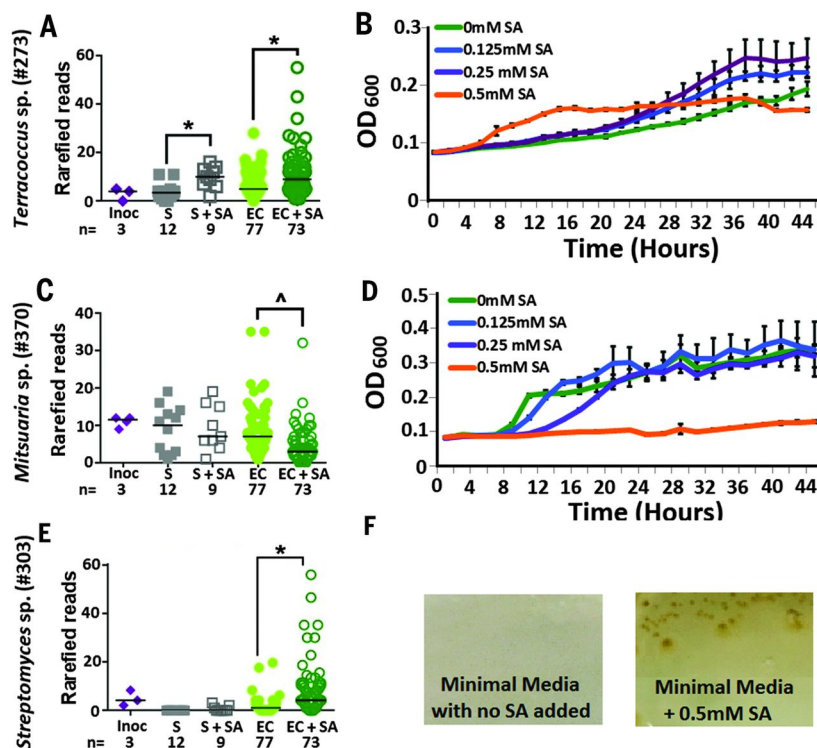 A
Terracoccus sp. (#273)
Rarefied reads
60
40
20
0
*
*
Inoc S S + SA EC EC + SA
n= 3 12 9 77 73
B
OD600
0.3
0.2
0.1
0
0mM SA
0.125mM SA
0.25 mM SA
0.5mM SA
0 4 8 12 16 20 24 28 32 36 40 44
Time (Hours)
C
Mitsuaria sp. (#370)
Rarefied reads
40
30
20
10
0
^
Inoc S S + SA EC EC + SA
n= 3 12 9 77 73
D
OD600
0.5
0.4
0.3
0.2
0.1
0
0mM SA
0.125mM SA
0.25 mM SA
0.5mM SA
0 4 8 12 16 20 24 28 32 36 40 44
Time (Hours)
E
Streptomyces sp. (#303)
Rarefied reads
60
40
20
0
*
Inoc S S + SA EC EC + SA
n= 3 12 9 77 73
F
Minimal Media
with no SA added
Minimal Media
+ 0.5mM SA